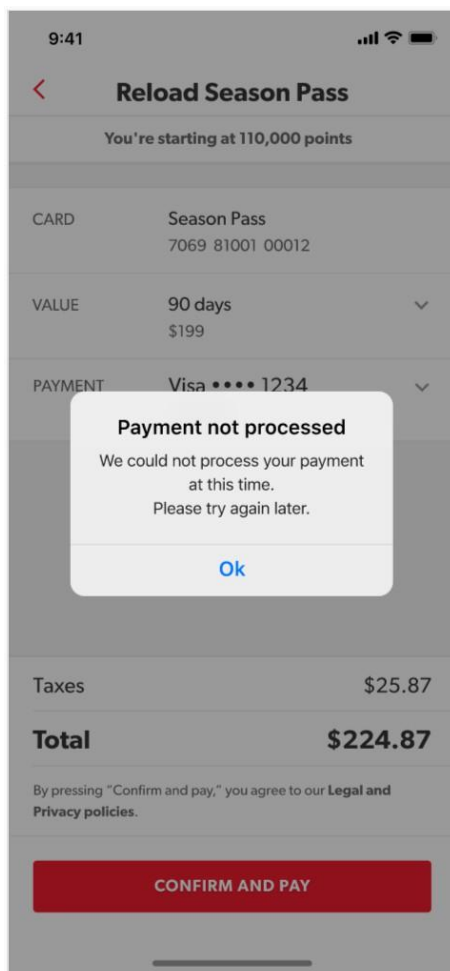 9:41
Reload Season Pass
You're starting at 110,000 points
CARD
Season Pass
7069 81001 00012
VALUE
90 days
$199
PAYMENT
Visa •••• 1234
Payment not processed
We could not process your payment
at this time.
Please try again later.
Ok
Taxes $25.87
Total $224.87
By pressing "Confirm and pay," you agree to our Legal and
Privacy policies.
CONFIRM AND PAY